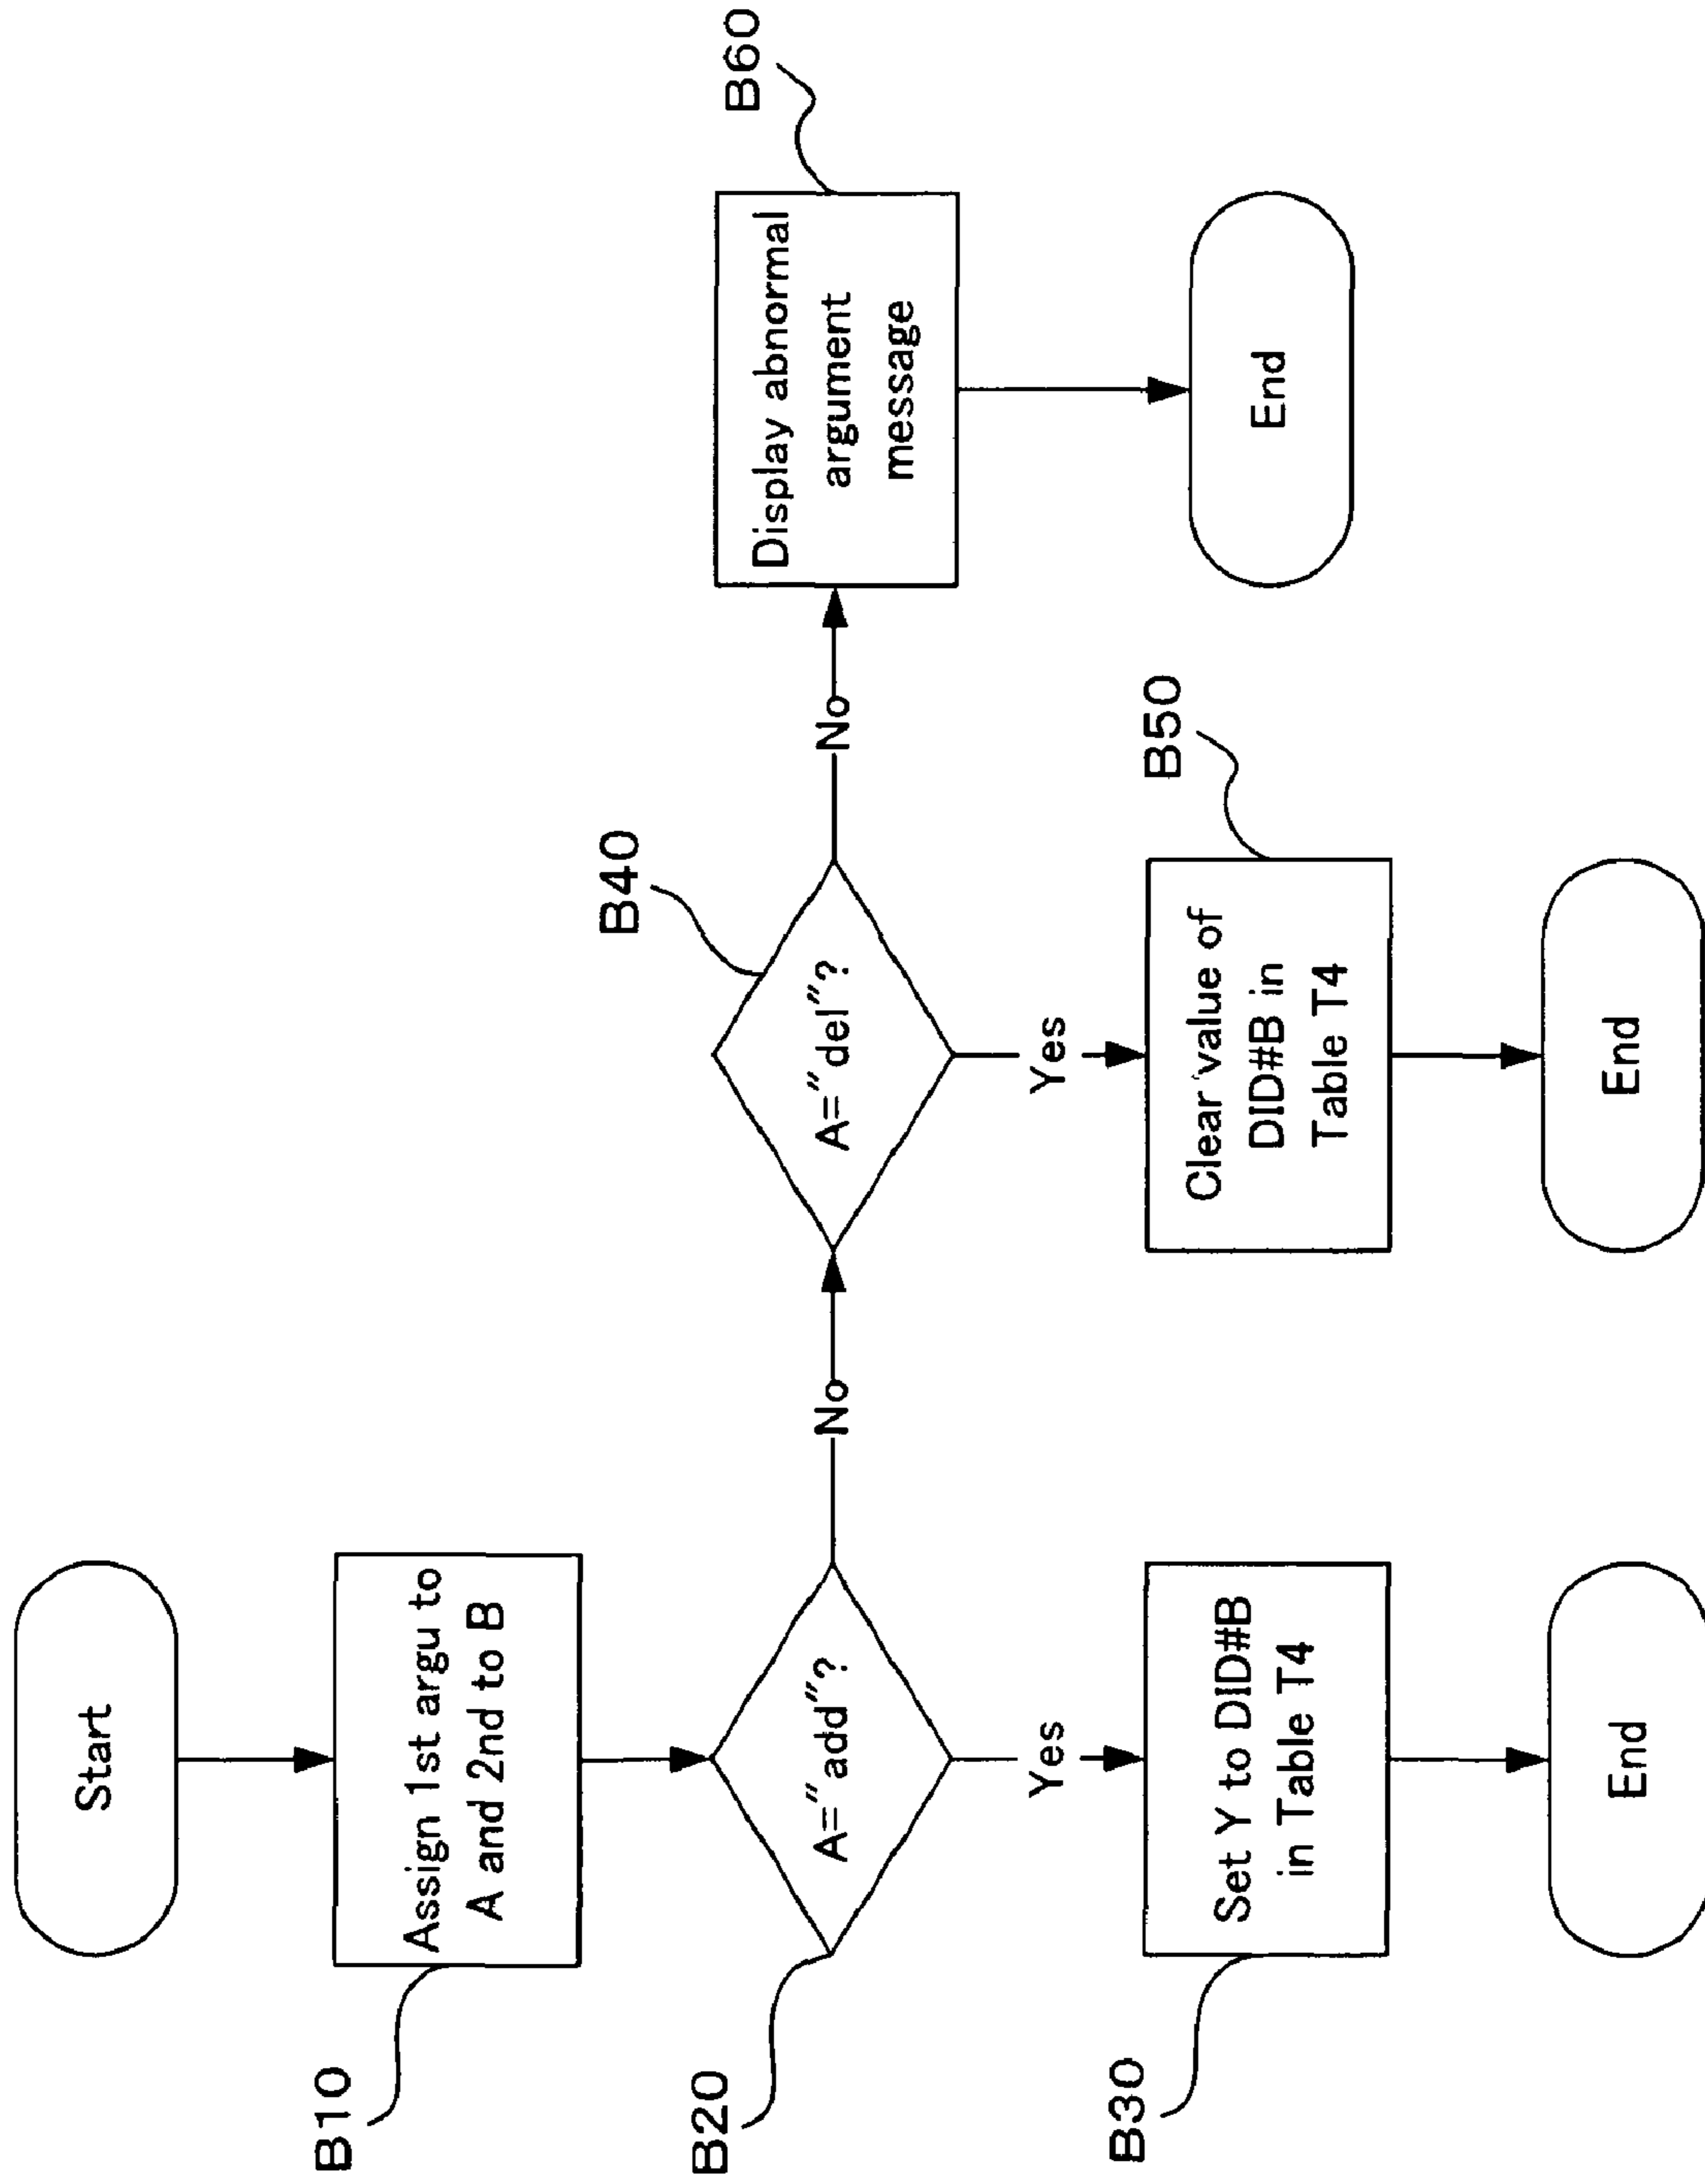 Start
B10
Assign 1st argu to
A and 2nd to B
B20
A="add"?
No
B40
A="del"?
No
B60
Display abnormal
argument
message
End
Yes
B30
Set Y to DID#B
in Table T4
End
Yes
B50
Clear value of
DID#B in
Table T4
End